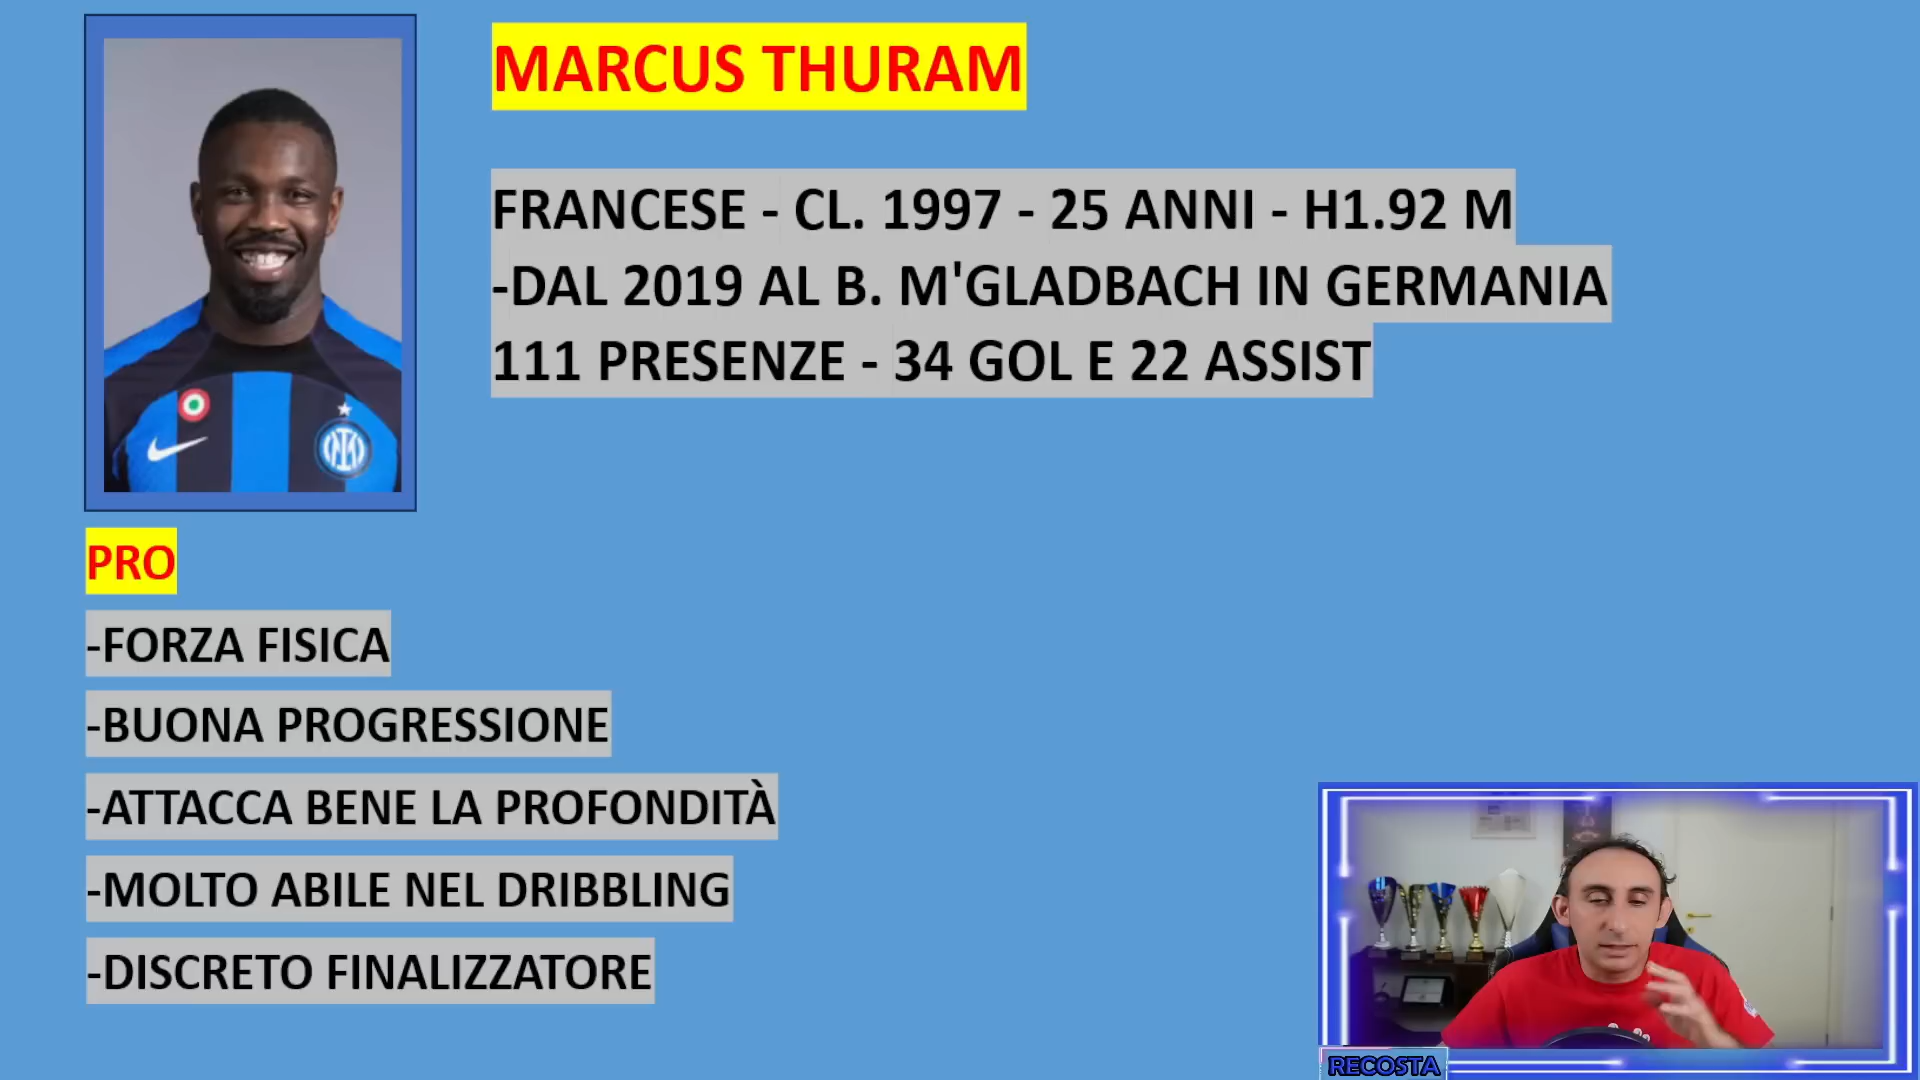 MARCUS THURAM
FRANCESE - CL. 1997 - 25 ANNI - H1.92 M
-DAL 2019 AL B. M'GLADBACH IN GERMANIA
111 PRESENZE - 34 GOL E 22 ASSIST
PRO
-FORZA FISICA
-BUONA PROGRESSIONE
-ATTACCA BENE LA PROFONDITÀ
-MOLTO ABILE NEL DRIBBLING
-DISCRETO FINALIZZATORE
RECOSTA